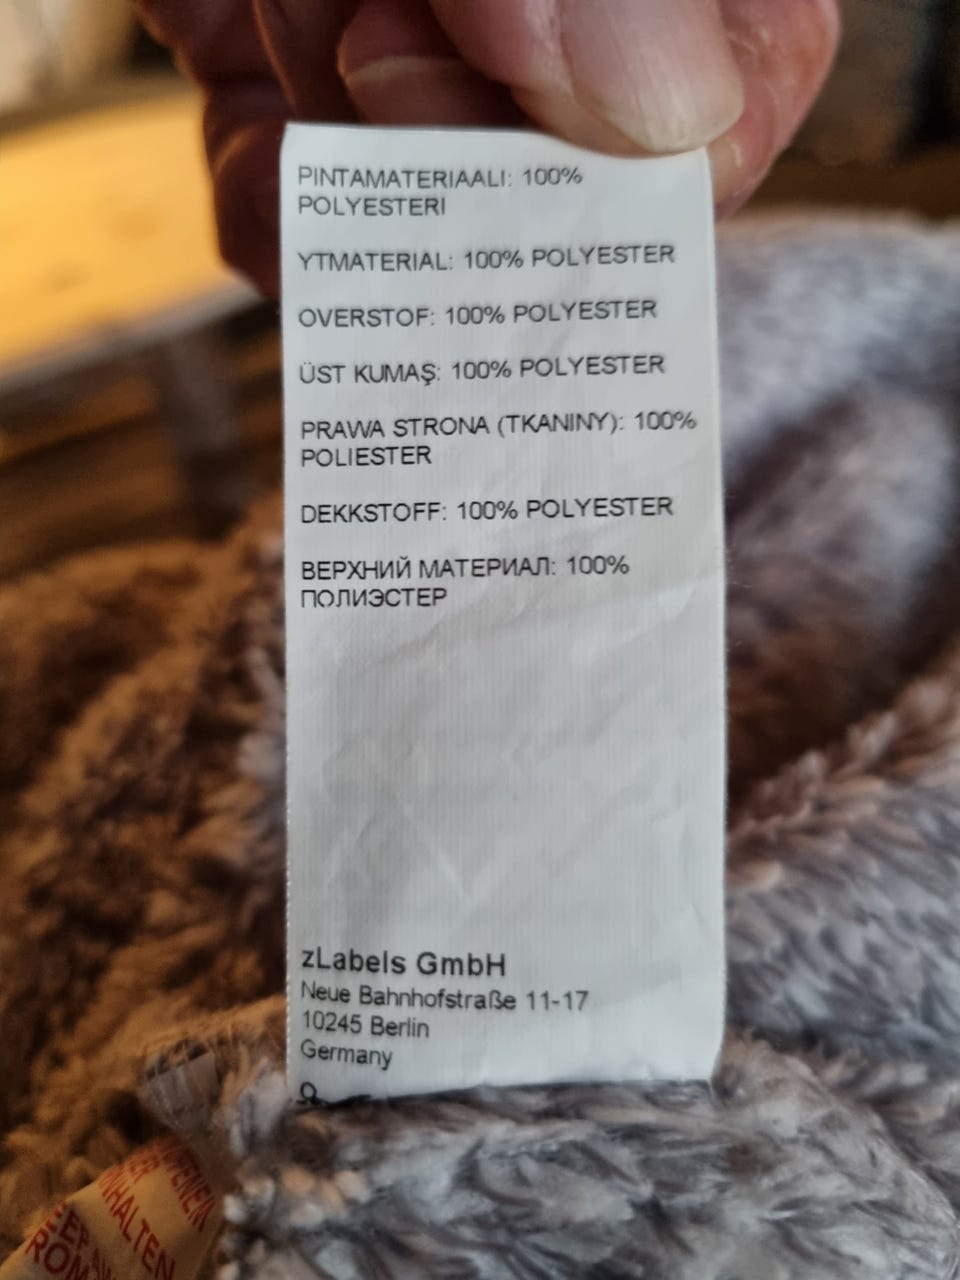 PINTAMATERIAALI: 100%
POLYESTERI
YTMATERIAL: 100% POLYESTER
OVERSTOF: 100% POLYESTER
ÜST KUMAŞ: 100% POLYESTER
PRAWA STRONA (TKANINY): 100%
POLIESTER
DEKKSTOFF: 100% POLYESTER
ВЕРХНИЙ МАТЕРИАЛ: 100%
ПОЛИЭСТЕР
zLabels GmbH
Neue Bahnhofstraße 11-17
10245 Berlin
Germany